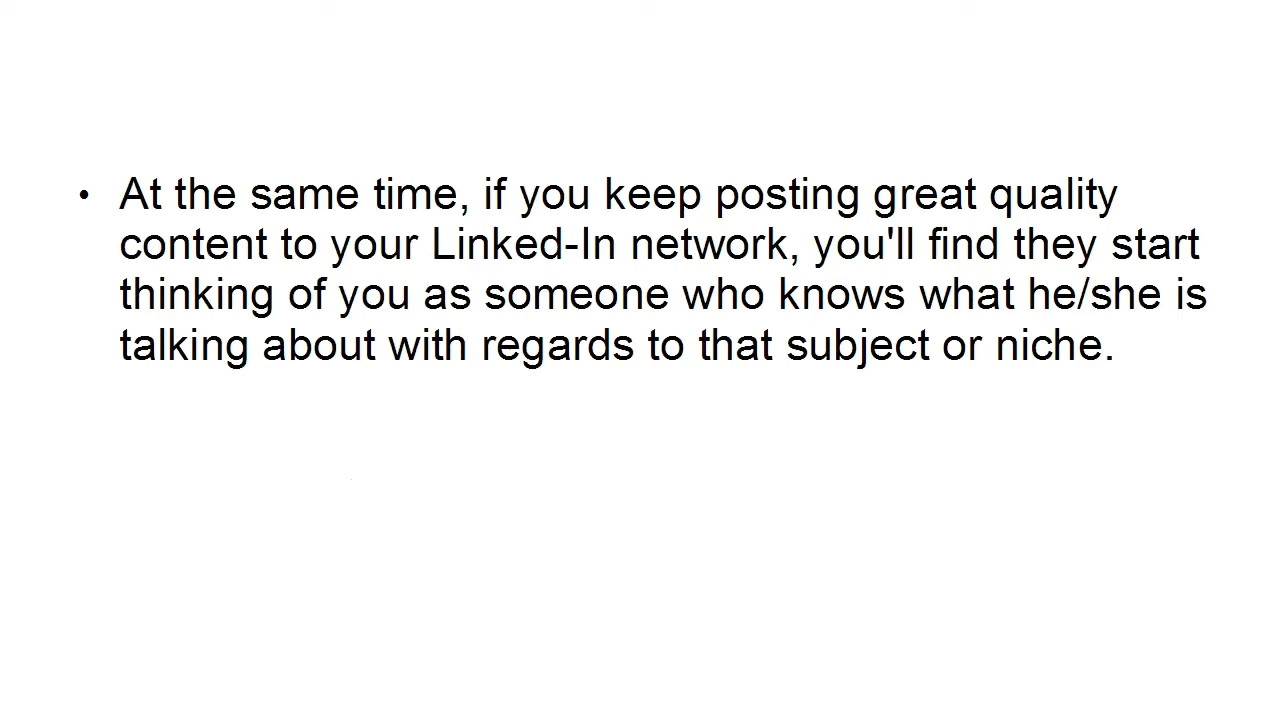 • At the same time, if you keep posting great quality
content to your Linked-In network, you'll find they start
thinking of you as someone who knows what he/she is
talking about with regards to that subject or niche.